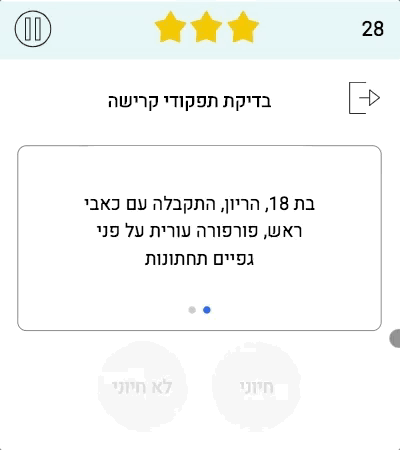 28
בדיקת תפקודי קרישה
בת 18, הריון, התקבלה עם כאבי
ראש, פורפורה עורית על פני
גפיים תחתונות
חיוני
לא חיוני